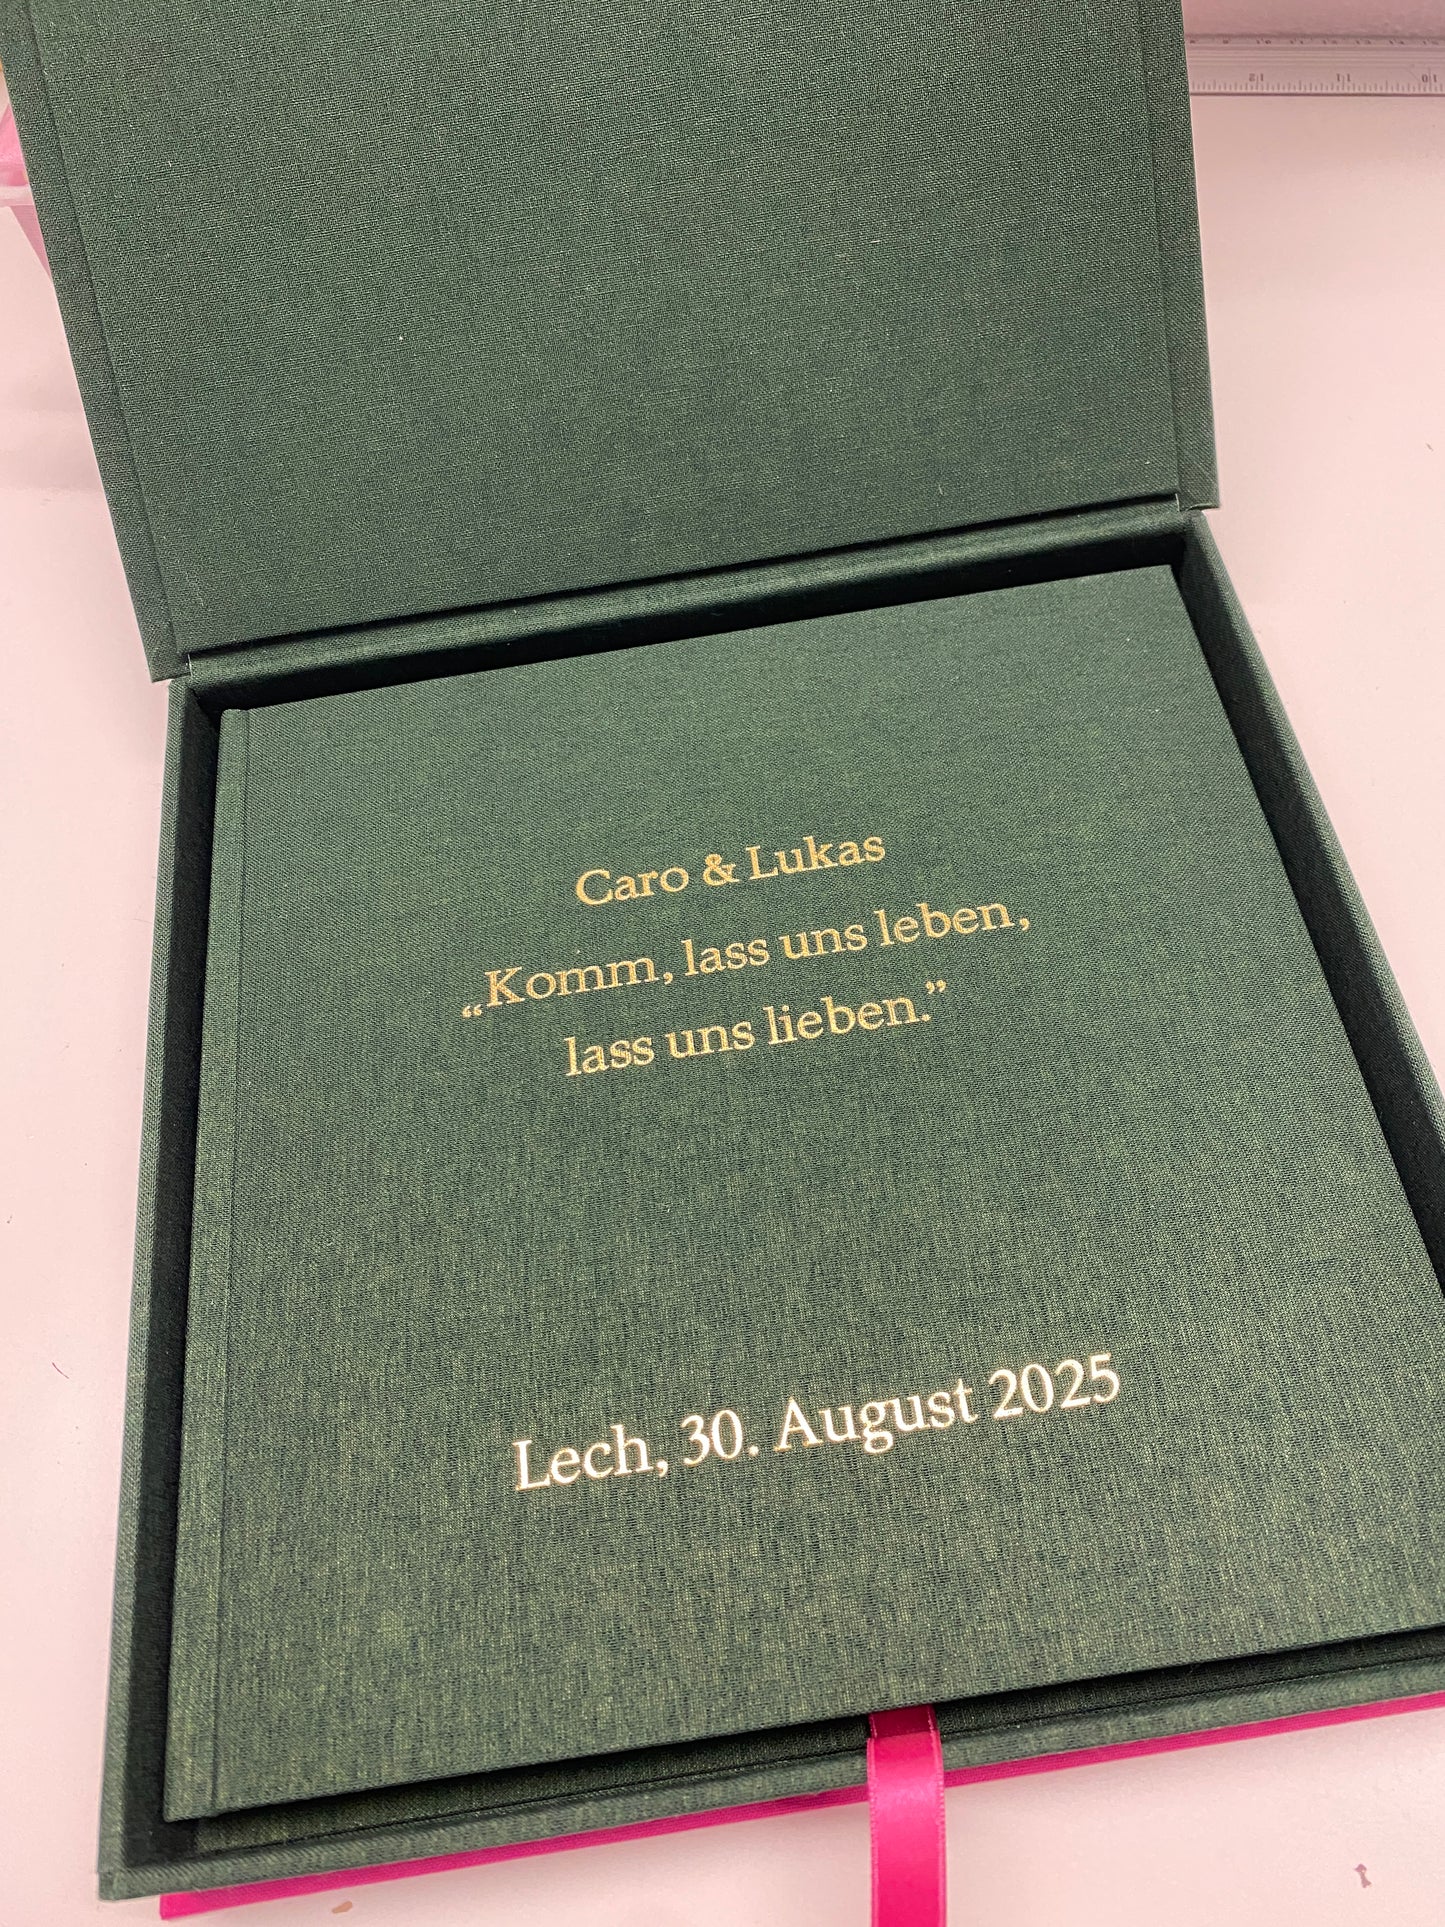 Caro & Lukas
„Komm, lass uns leben,
lass uns lieben.”
Lech, 30. August 2025